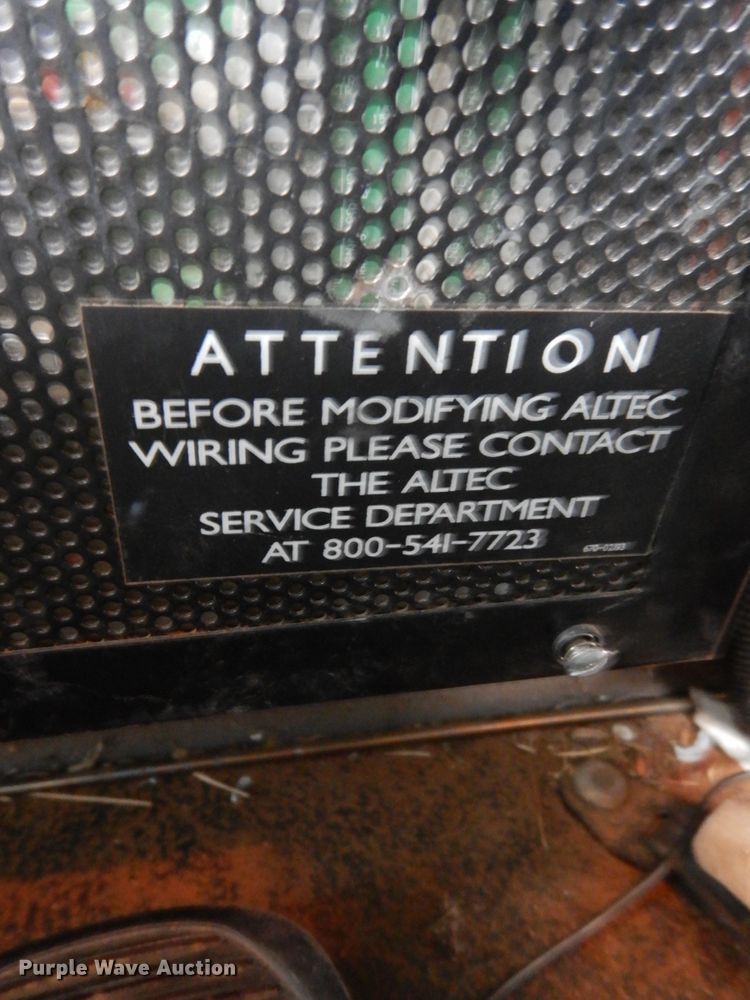 ATTENTION
BEFORE MODIFYING ALTEC
WIRING PLEASE CONTACT
THE ALTEC
SERVICE DEPARTMENT
AT 800-541-7723
Purple Wave Auction